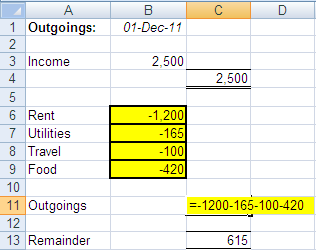 A B C D
1 Outgoings: 01-Dec-11
2
3 Income 2,500
4 2,500
5
6 Rent -1,200
7 Utilities -165
8 Travel -100
9 Food -420
10
11 Outgoings =-1200-165-100-420
12
13 Remainder 615